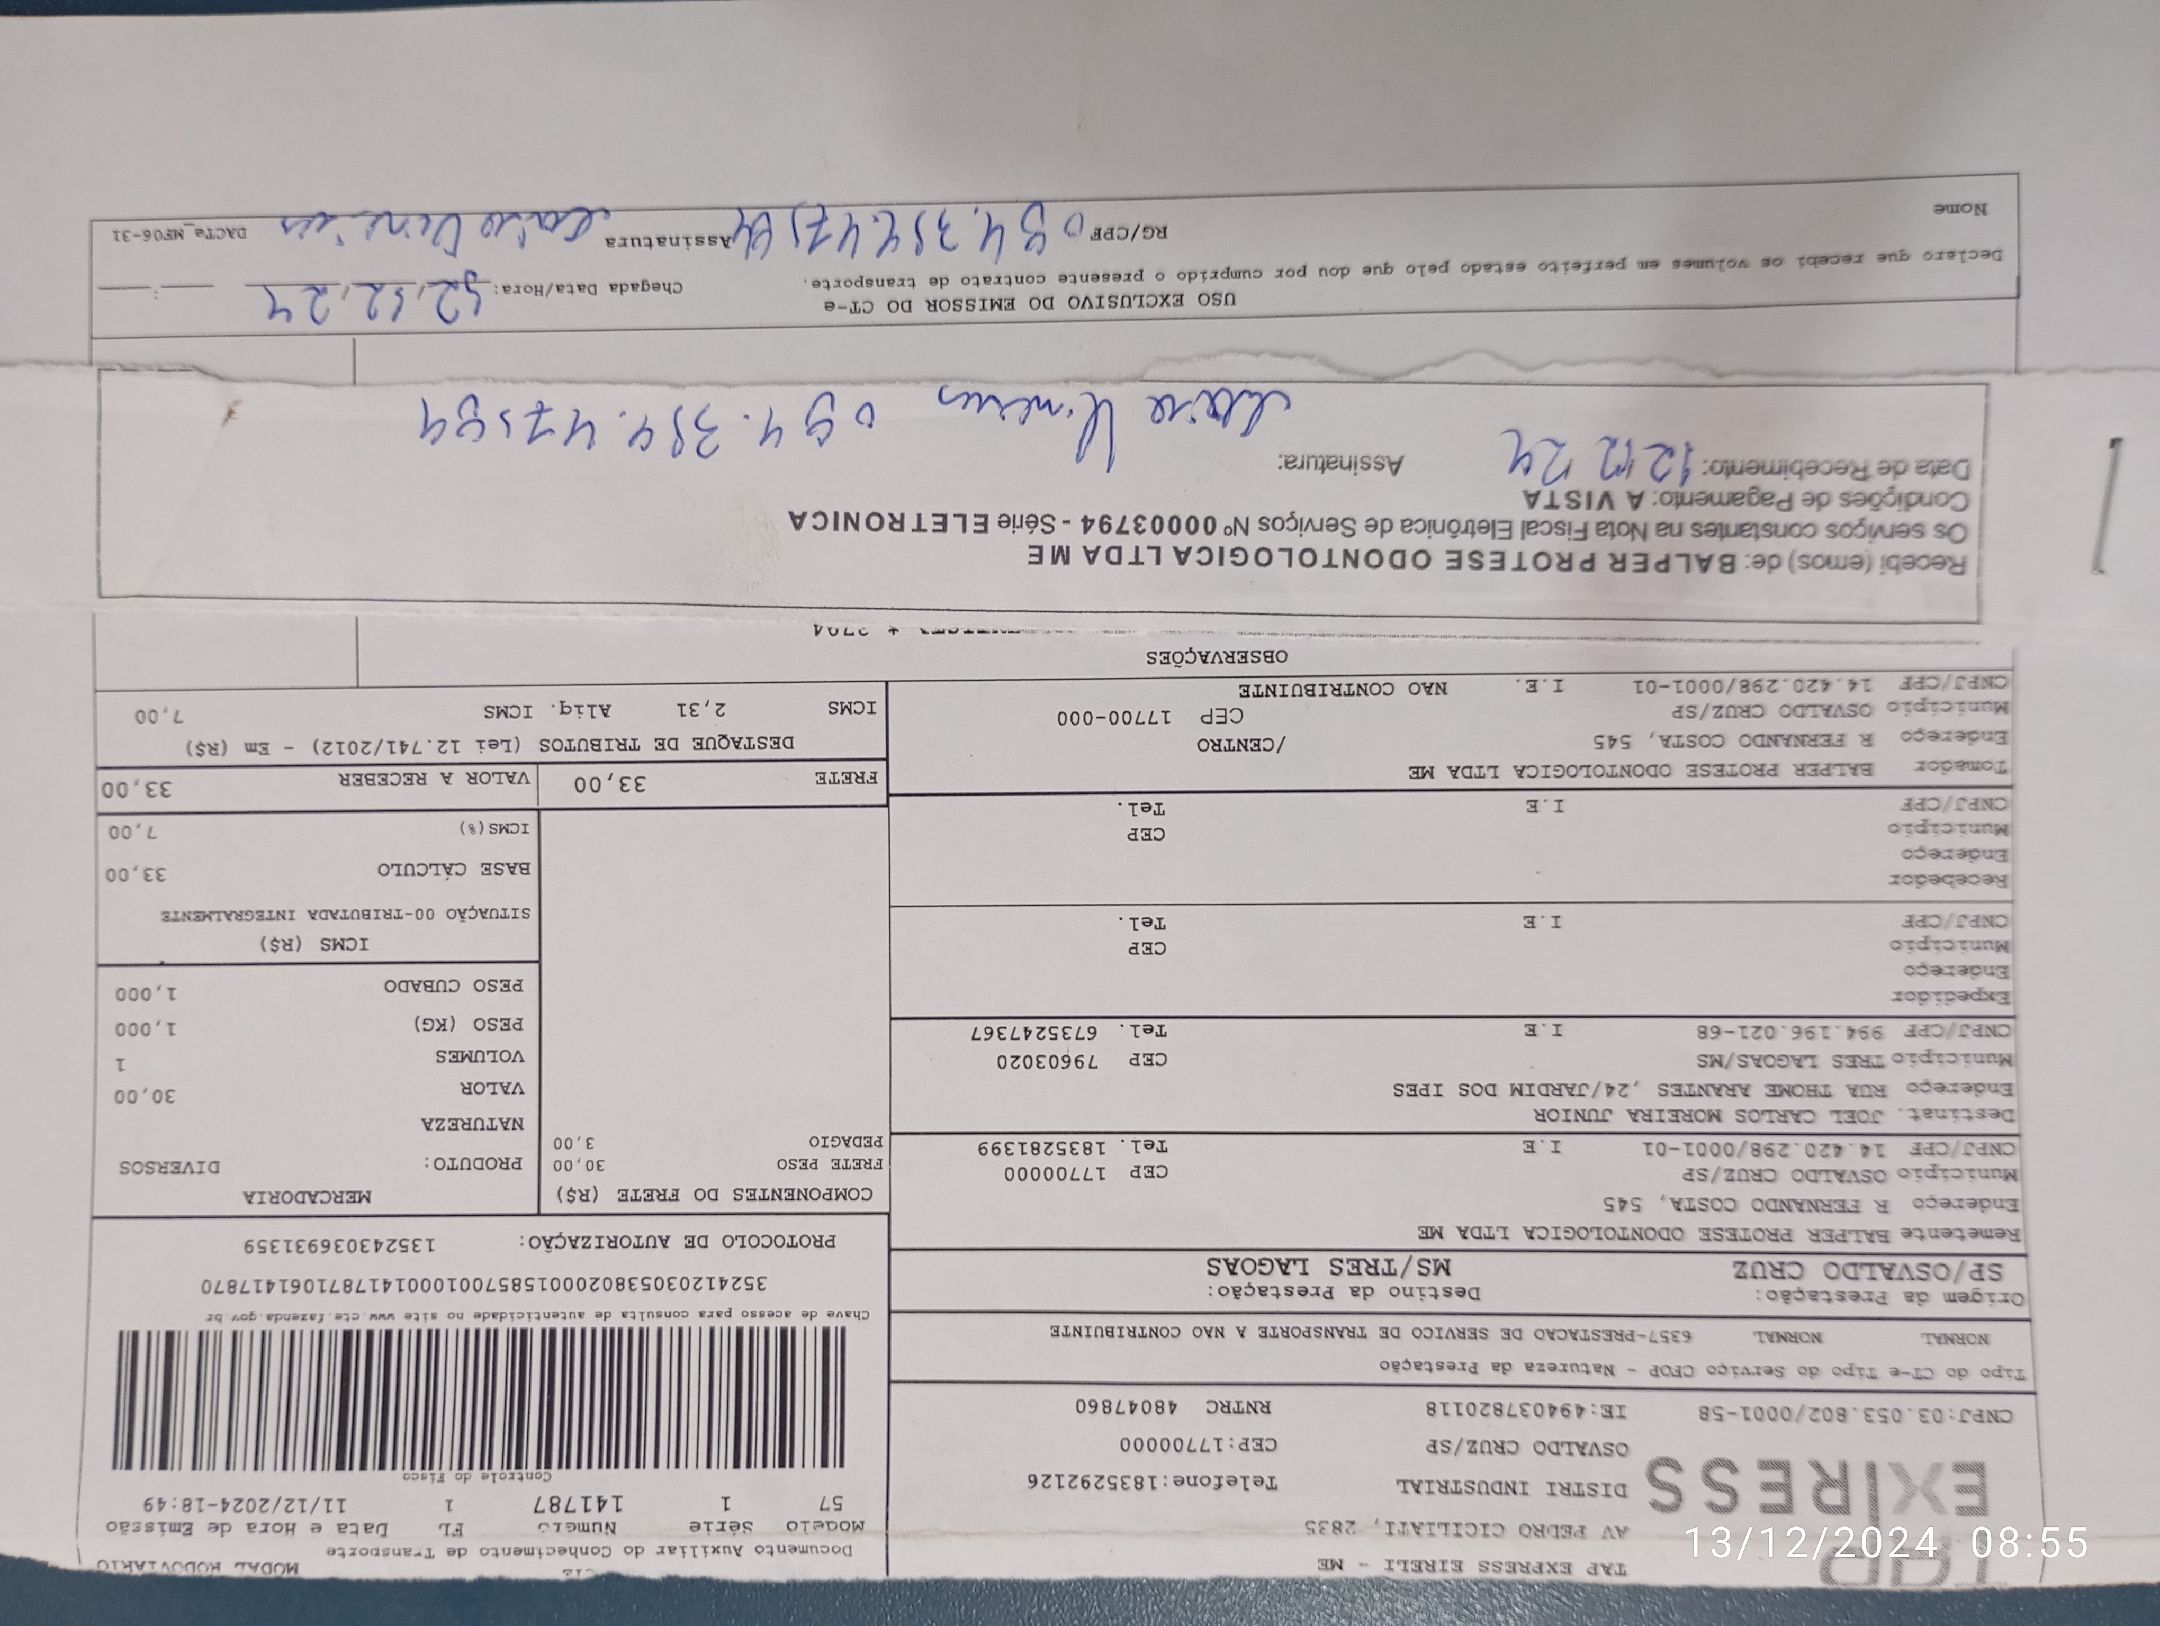 TAP EXPRESS EIRELI - ME
AV PEDRO CICILIATI, 2835
DISTRI INDUSTRIAL Telefone:1835292126
OSVALDO CRUZ/SP CEP:17700000
CNPJ:03.053.802/0001-58 IE:494037820118 RNTRC 48047860
EX|RESS
MODAL RODOVIÁRIO
Documento Auxiliar do Conhecimento de Transporte
Modelo Série Numero FL Data e Hora de Emissão
57 1 141787 1 11/12/2024-18:49
Controle do Fisco
Chave de acesso para consulta de autenticidade no site www.cte.fazenda.gov.br
35241203053802000158570010001417871061417870
PROTOCOLO DE AUTORIZAÇÃO: 135243036931359
Tipo do CT-e Tipo do Serviço CFOP - Natureza da Prestação
NORMAL NORMAL 6357-PRESTACAO DE SERVICO DE TRANSPORTE A NAO CONTRIBUINTE
Origem da Prestação: Destino da Prestação:
SP/OSVALDO CRUZ MS/TRES LAGOAS
Remetente BALPER PROTESE ODONTOLOGICA LTDA ME
Endereço R FERNANDO COSTA, 545
Município OSVALDO CRUZ/SP CEP 17700000
CNPJ/CPF 14.420.298/0001-01 I.E Tel. 1835281399
Destinat. JOEL CARLOS MOREIRA JUNIOR
Endereço RUA THOME ARANTES ,24/JARDIM DOS IPES
Município TRES LAGOAS/MS CEP 79603020
CNPJ/CPF 994.196.021-68 I.E Tel. 6735247367
Expedidor
Endereço
Município CEP
CNPJ/CPF I.E Tel.
Recebedor
Endereço
Município CEP
CNPJ/CPF I.E Tel.
Tomador BALPER PROTESE ODONTOLOGICA LTDA ME
Endereço R FERNANDO COSTA, 545 /CENTRO
Município OSVALDO CRUZ/SP CEP 17700-000
CNPJ/CPF 14.420.298/0001-01 I.E. NAO CONTRIBUINTE
COMPONENTES DO FRETE (R$)
FRETE PESO 30,00
PEDAGIO 3,00
MERCADORIA
PRODUTO: DIVERSOS
NATUREZA
VALOR 30,00
VOLUMES 1
PESO (KG) 1,000
PESO CUBADO 1,000
ICMS (R$)
SITUAÇÃO 00-TRIBUTADA INTEGRALMENTE
BASE CÁLCULO 33,00
ICMS(%) 7,00
FRETE 33,00 VALOR A RECEBER 33,00
DESTAQUE DE TRIBUTOS (Lei 12.741/2012) - Em (R$)
ICMS 2,31 Aliq. ICMS 7,00
OBSERVAÇÕES
Recebi (emos) de: BALPER PROTESE ODONTOLOGICA LTDA ME
Os serviços constantes na Nota Fiscal Eletrônica de Serviços Nº 00003794 - Série ELETRONICA
Condições de Pagamento: A VISTA
Data de Recebimento: 12 12 24 Assinatura:
USO EXCLUSIVO DO EMISSOR DO CT-e
Declaro que recebi os volumes em perfeito estado pelo que dou por cumprido o presente contrato de transporte.
Chegada Data/Hora: 12, 12, 24 __:__
Nome RG/CPF Assinatura DACTe_MF06-31
13/12/2024 08:55